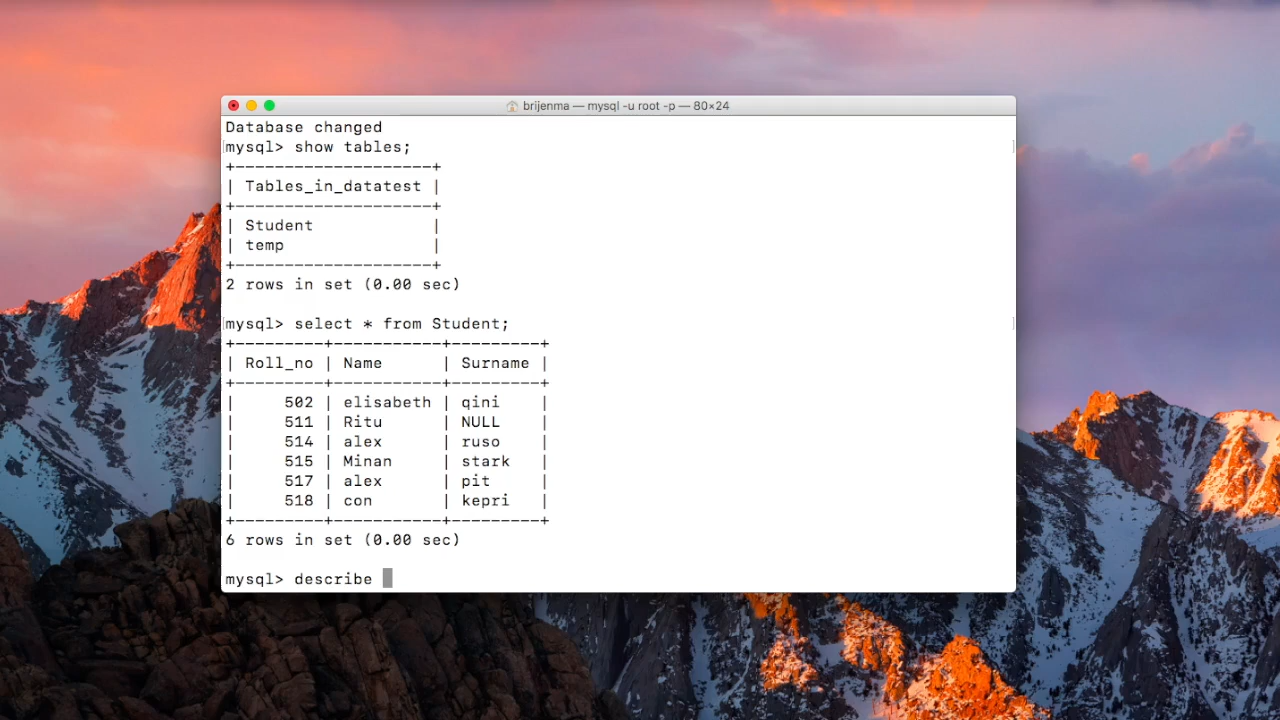 brijenma — mysql -u root -p — 80×24
Database changed
mysql> show tables;
+--------------------+
| Tables_in_datatest |
+--------------------+
| Student            |
| temp               |
+--------------------+
2 rows in set (0.00 sec)
mysql> select * from Student;
+---------+-----------+---------+
| Roll_no | Name      | Surname |
+---------+-----------+---------+
|     502 | elisabeth | qini    |
|     511 | Ritu      | NULL    |
|     514 | alex      | ruso    |
|     515 | Minan     | stark   |
|     517 | alex      | pit     |
|     518 | con       | kepri   |
+---------+-----------+---------+
6 rows in set (0.00 sec)
mysql> describe